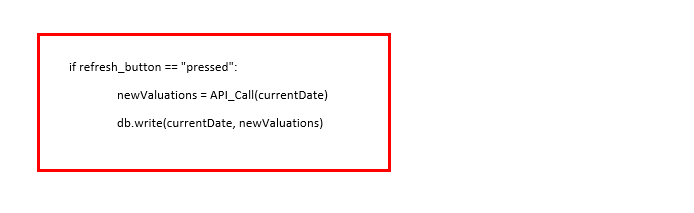 if refresh_button == "pressed":
newValuations = API_Call(currentDate)
db.write(currentDate, newValuations)